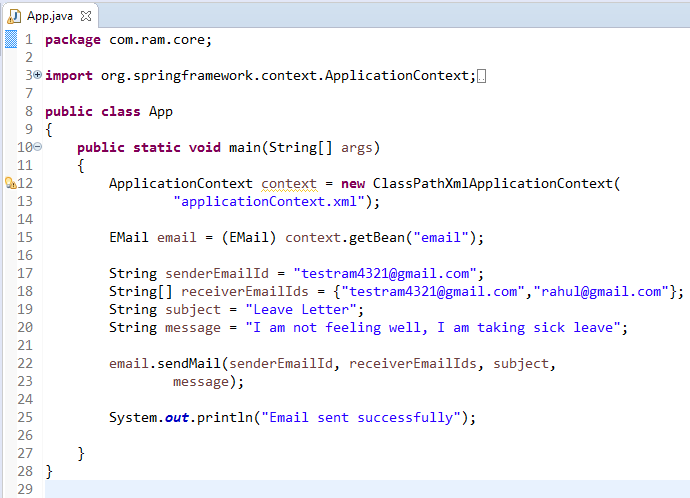 App.java
1 package com.ram.core;
2
3 import org.springframework.context.ApplicationContext;
7
8 public class App
9 {
10 public static void main(String[] args)
11 {
12 ApplicationContext context = new ClassPathXmlApplicationContext(
13 "applicationContext.xml");
14
15 EMail email = (EMail) context.getBean("email");
16
17 String senderEmailId = "testram4321@gmail.com";
18 String[] receiverEmailIds = {"testram4321@gmail.com","rahul@gmail.com"};
19 String subject = "Leave Letter";
20 String message = "I am not feeling well, I am taking sick leave";
21
22 email.sendMail(senderEmailId, receiverEmailIds, subject,
23 message);
24
25 System.out.println("Email sent successfully");
26
27 }
28 }
29